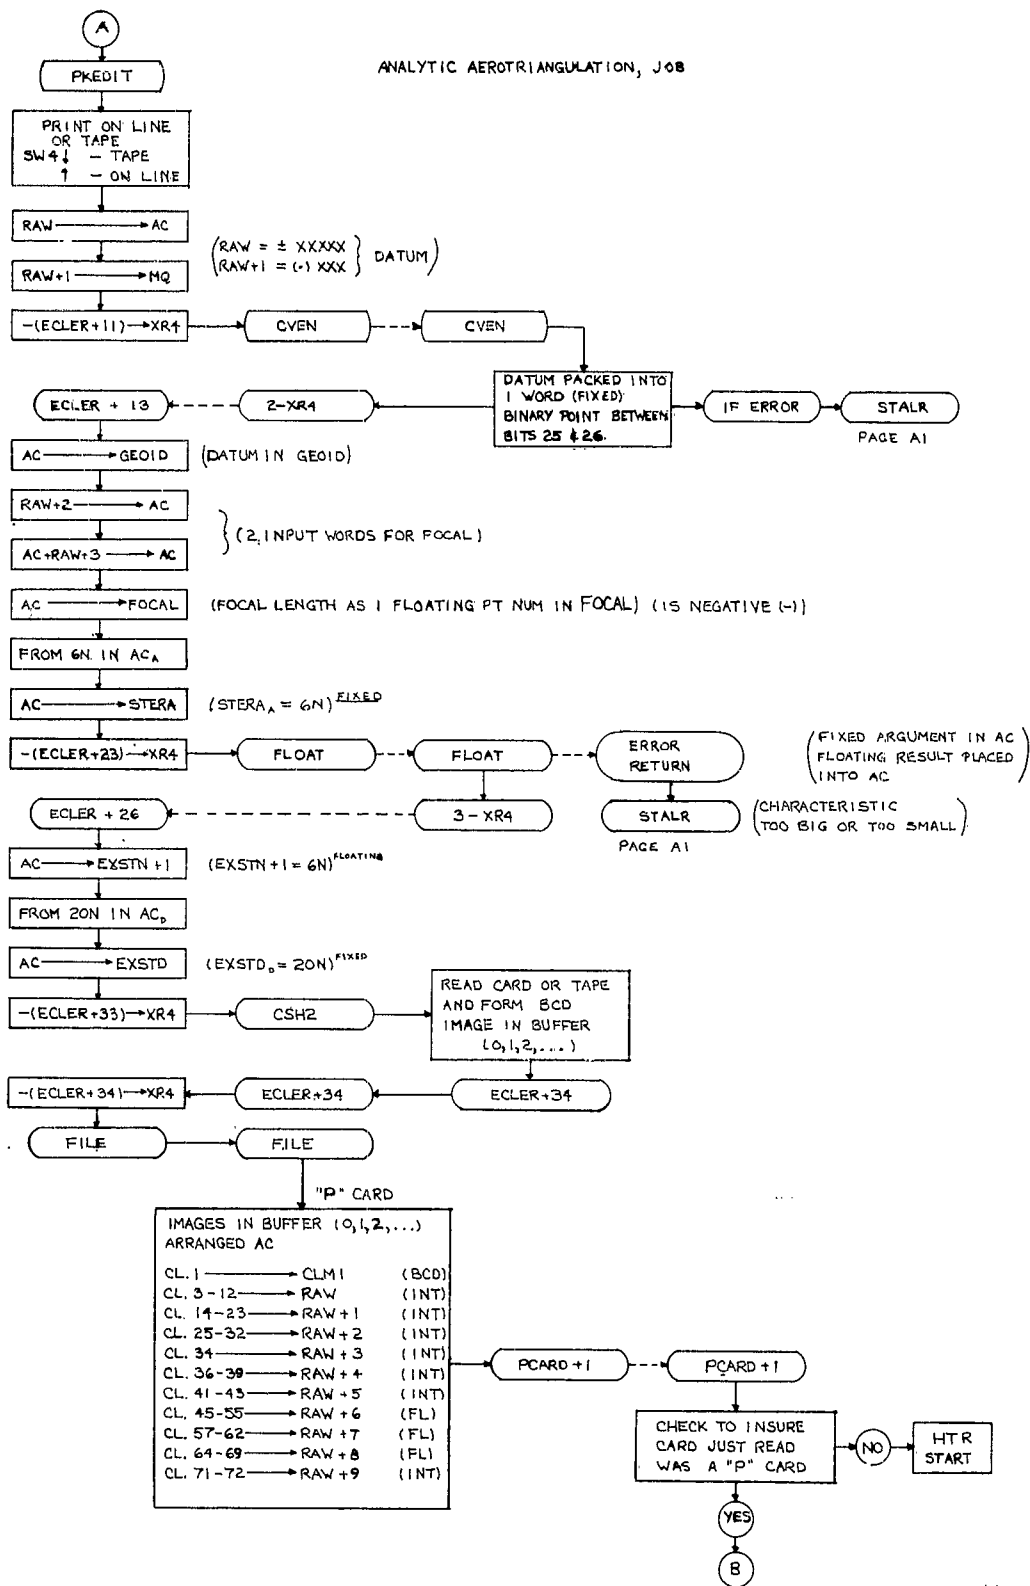 A
ANALYTIC AEROTRIANGULATION, JOB
PKEDIT
PRINT ON LINE
OR TAPE
SW4↓ — TAPE
↑ — ON LINE
RAW → AC
(RAW = ± XXXXX
RAW+1 = (-) XXX } DATUM)
RAW+1 → MQ
-(ECLER+11)→XR4
CVEN
CVEN
DATUM PACKED INTO
1 WORD (FIXED)
BINARY POINT BETWEEN
BITS 25 & 26.
IF ERROR
STALR
PAGE A1
2-XR4
ECLER + 13
AC → GEOID
(DATUM IN GEOID)
RAW+2 → AC
} (2, INPUT WORDS FOR FOCAL)
AC+RAW+3 → AC
AC → FOCAL
(FOCAL LENGTH AS 1 FLOATING PT NUM IN FOCAL) (IS NEGATIVE (-))
FROM 6N IN ACA
AC → STERA
(STERAA = 6N) FIXED
-(ECLER+23)→XR4
FLOAT
FLOAT
ERROR
RETURN
(FIXED ARGUMENT IN AC
FLOATING RESULT PLACED
INTO AC)
ECLER + 26
3 - XR4
STALR
PAGE A1
(CHARACTERISTIC
TOO BIG OR TOO SMALL)
AC → EXSTN +1
(EXSTN+1 = 6N) FLOATING
FROM 20N IN ACD
AC → EXSTD
(EXSTDD = 20N) FIXED
-(ECLER+33)→XR4
CSH2
READ CARD OR TAPE
AND FORM BCD
IMAGE IN BUFFER
(0,1,2,....)
ECLER+34
ECLER+34
-(ECLER+34)→XR4
FILE
FILE
"P" CARD
IMAGES IN BUFFER (0,1,2,...)
ARRANGED AC
CL. 1 → CLM1 (BCD)
CL. 3-12 → RAW (INT)
CL. 14-23 → RAW+1 (INT)
CL. 25-32 → RAW+2 (INT)
CL. 34 → RAW+3 (INT)
CL. 36-39 → RAW+4 (INT)
CL. 41-43 → RAW+5 (INT)
CL. 45-55 → RAW+6 (FL)
CL. 57-62 → RAW+7 (FL)
CL. 64-69 → RAW+8 (FL)
CL. 71-72 → RAW+9 (INT)
PCARD +1
PCARD +1
CHECK TO INSURE
CARD JUST READ
WAS A "P" CARD
NO
HTR
START
YES
B